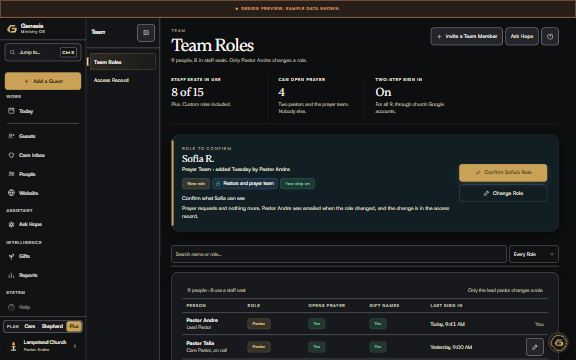 DESIGN PREVIEW. SAMPLE DATA SHOWN.
Genesis
Ministry OS
Jump to...
Ctrl K
+ Add a Guest
WORK
Today
Guests
Care Inbox
People
Website
ASSISTANT
Ask Hope
INTELLIGENCE
Gifts
Reports
SYSTEM
Help
PLAN Care Shepherd Plus
Lampstead Church
Pastor Andre
Team
Team Roles
Access Record
TEAM
Team Roles
9 people, 8 in staff seats. Only Pastor Andre changes a role.
+ Invite a Team Member
Ask Hope
STAFF SEATS IN USE
8 of 15
Plus. Custom roles included.
CAN OPEN PRAYER
4
Two pastors and the prayer team. Nobody else.
TWO-STEP SIGN IN
On
For all 9, through church Google accounts.
ROLE TO CONFIRM
Sofia R.
Prayer Team • added Tuesday by Pastor Andre
New role
Pastors and prayer team
Two-step on
Confirm what Sofia can see
Prayer requests and nothing more. Pastor Andre was emailed when the role changed, and the change is in the access
record.
Confirm Sofia's Role
Change Role
Search name or role...
Every Role
9 people · 8 use a staff seat
Only the lead pastor changes a role
PERSON ROLE OPENS PRAYER GIFT NAMES LAST SIGN IN
Pastor Andre
Lead Pastor
Pastor Yes Yes Today, 9:41 AM You
Pastor Talia
Care Pastor, on call
Pastor Yes Yes Yesterday, 9:00 AM